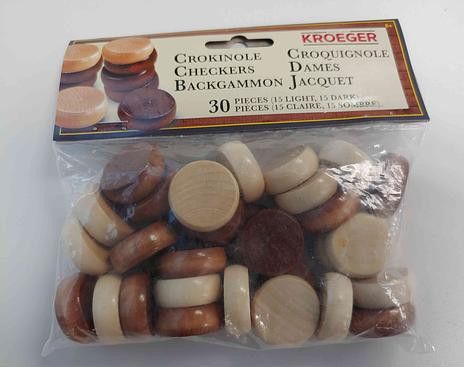 KROEGER
CROKINOLE CROQUIGNOLE
CHECKERS DAMES
BACKGAMMON JACQUET
30 PIECES (15 LIGHT, 15 DARK)
PIECES (15 CLAIRE, 15 SOMBRE).